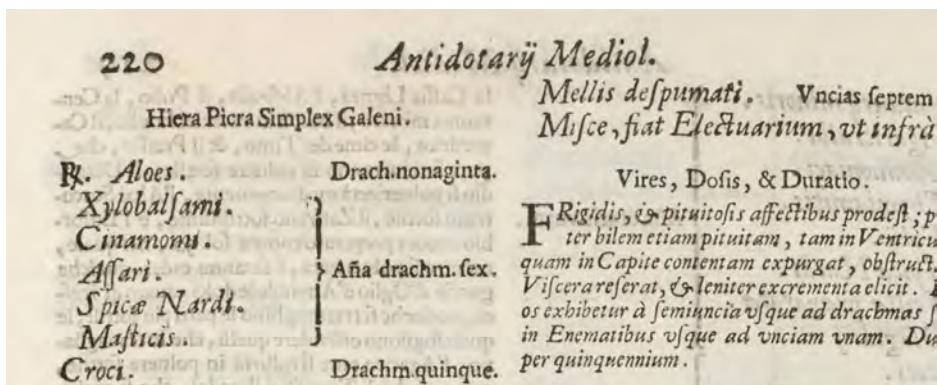 220
Antidotarij Mediol.
Hiera Picra Simplex Galeni.
℞. Aloes. Drach. nonaginta.
Xylobalſami.
Cinamomi.
Aſſari.
Spicæ Nardi.
Maſticis
Aña drachm. ſex.
Croci. Drachm. quinque.
Mellis deſpumati. Vncias ſeptem
Miſce, fiat Electuarium, vt infrà
Vires, Doſis, & Duratio.
FRigidis, & pituitoſis affectibus prodeſt; p
ter bilem etiam pituitam, tam in Ventricu
quam in Capite contentam expurgat, obſtruct.
Viſcera reſerat, & leniter excrementa elicit. P
os exhibetur à ſemiuncia vſque ad drachmas ſ
in Enematibus vſque ad vnciam vnam. Du
per quinquennium.